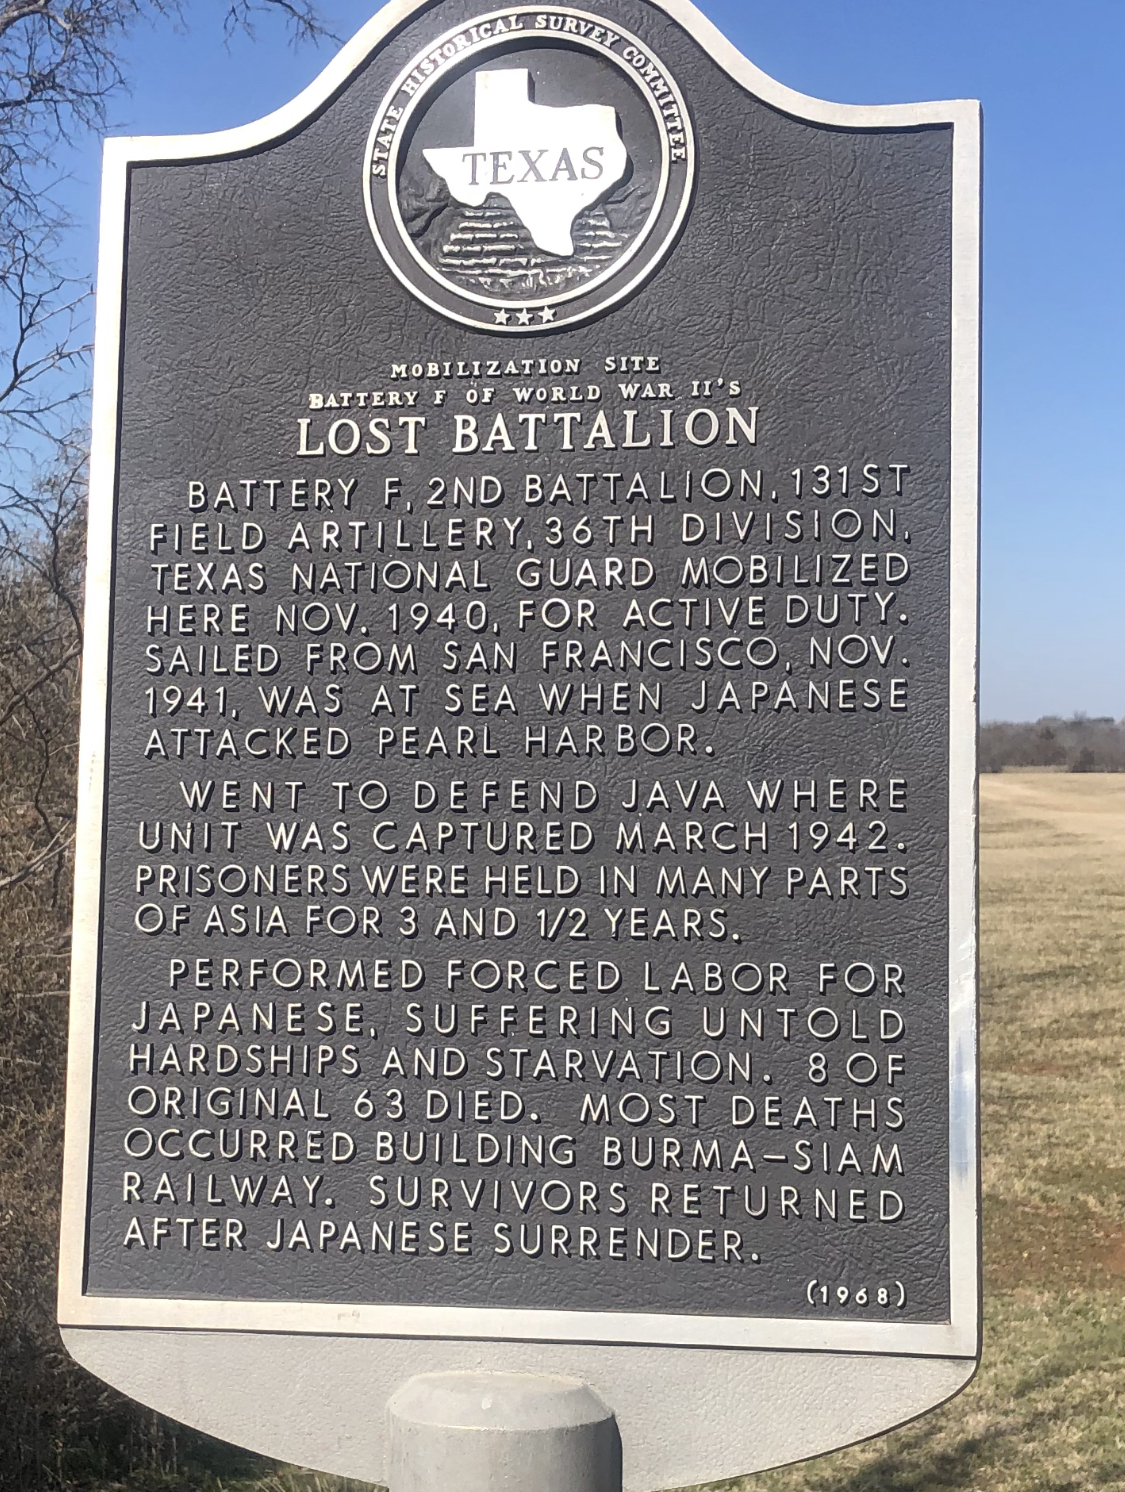 STATE HISTORICAL SURVEY COMMITTEE
TEXAS
MOBILIZATION SITE
BATTERY F OF WORLD WAR II'S
LOST BATTALION
BATTERY F, 2ND BATTALION, 131ST
FIELD ARTILLERY, 36TH DIVISION,
TEXAS NATIONAL GUARD MOBILIZED
HERE NOV. 1940, FOR ACTIVE DUTY.
SAILED FROM SAN FRANCISCO, NOV.
1941, WAS AT SEA WHEN JAPANESE
ATTACKED PEARL HARBOR.
WENT TO DEFEND JAVA WHERE
UNIT WAS CAPTURED MARCH 1942.
PRISONERS WERE HELD IN MANY PARTS
OF ASIA FOR 3 AND 1/2 YEARS.
PERFORMED FORCED LABOR FOR
JAPANESE, SUFFERING UNTOLD
HARDSHIPS AND STARVATION. 8 OF
ORIGINAL 63 DIED. MOST DEATHS
OCCURRED BUILDING BURMA-SIAM
RAILWAY. SURVIVORS RETURNED
AFTER JAPANESE SURRENDER.
(1968)